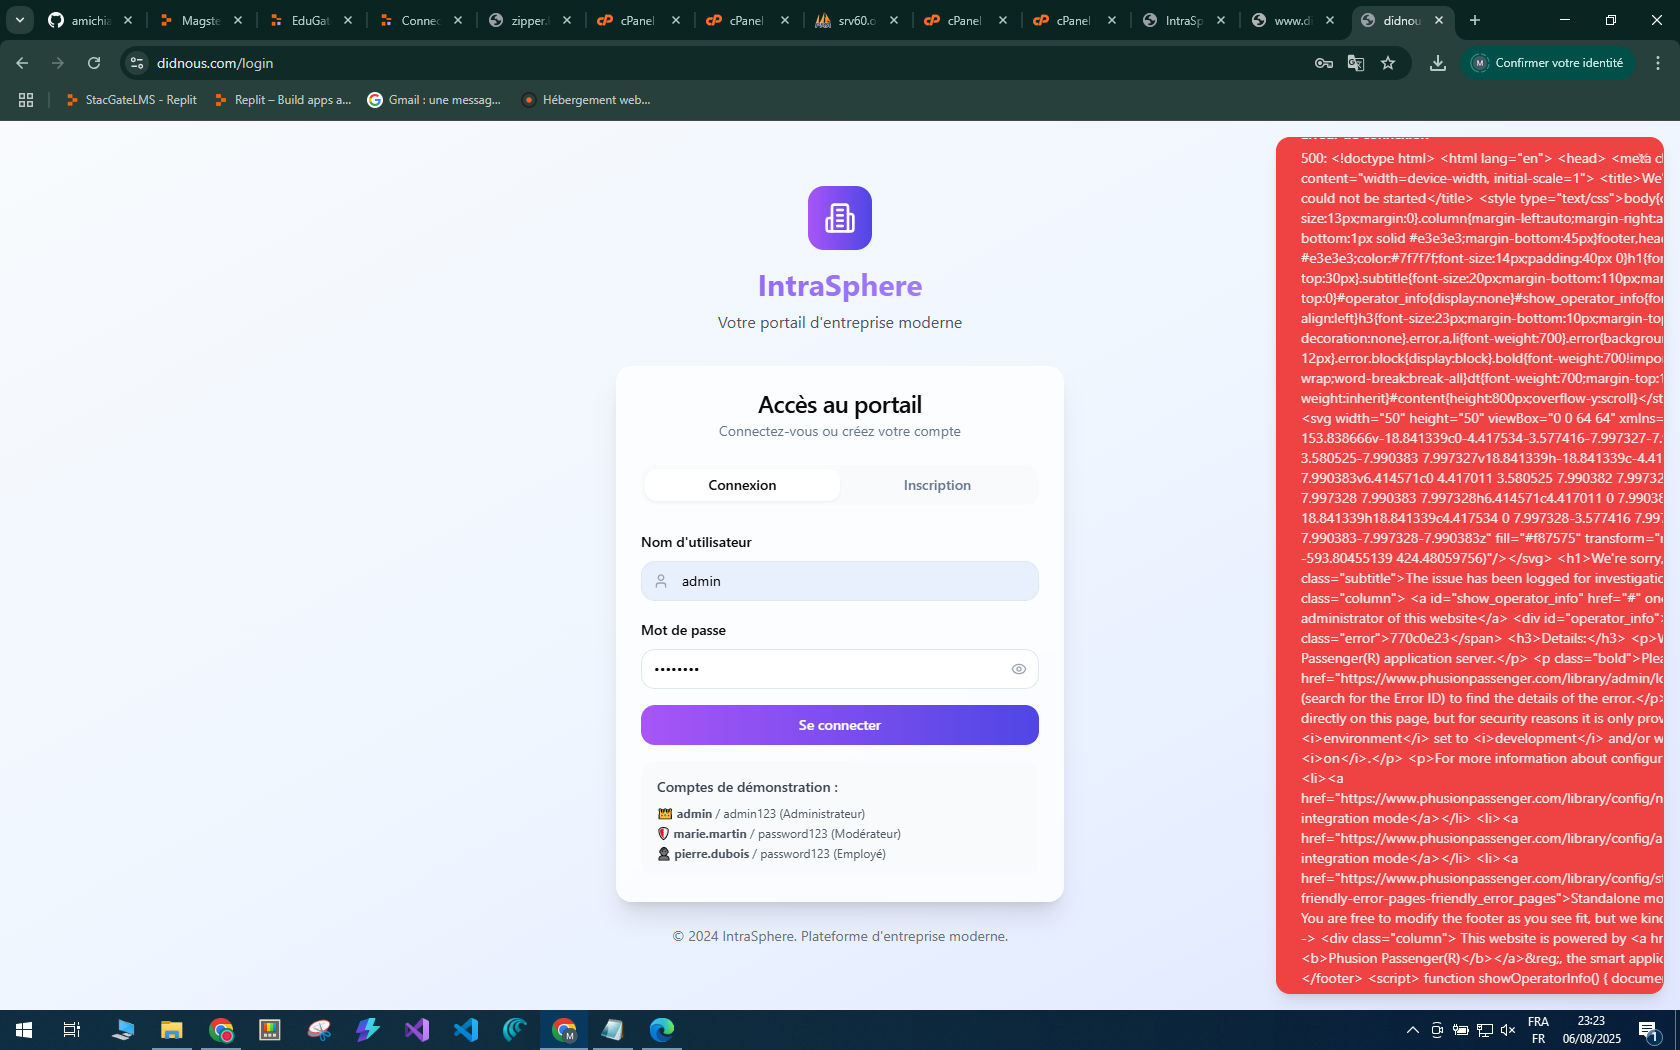 amichia
Magste
EduGat
Connec
zipper.
cPanel
cPanel
srv60.o
cPanel
cPanel
IntraSp
www.di
didnous
didnous.com/login
Confirmer votre identité
StacGateLMS - Replit
Replit – Build apps a...
Gmail : une messag...
Hébergement web...
IntraSphere
Votre portail d'entreprise moderne
Accès au portail
Connectez-vous ou créez votre compte
Connexion
Inscription
Nom d'utilisateur
admin
Mot de passe
••••••••
Se connecter
Comptes de démonstration :
admin / admin123 (Administrateur)
marie.martin / password123 (Modérateur)
pierre.dubois / password123 (Employé)
© 2024 IntraSphere. Plateforme d'entreprise moderne.
500: <!doctype html> <html lang="en"> <head> <meta
content="width=device-width, initial-scale=1"> <title>We'
could not be started</title> <style type="text/css">body{
size:13px;margin:0}.column{margin-left:auto;margin-right:a
bottom:1px solid #e3e3e3;margin-bottom:45px}footer,head
#e3e3e3;color:#7f7f7f;font-size:14px;padding:40px 0}h1{for
top:30px}.subtitle{font-size:20px;margin-bottom:110px;mar
top:0}#operator_info{display:none}#show_operator_info{for
align:left}h3{font-size:23px;margin-bottom:10px;margin-top
decoration:none}.error,a,li{font-weight:700}.error{backgrour
12px}.error.block{display:block}.bold{font-weight:700!impor
wrap;word-break:break-all}dt{font-weight:700;margin-top:1
weight:inherit}#content{height:800px;overflow-y:scroll}</st
<svg width="50" height="50" viewBox="0 0 64 64" xmlns=
153.838666v-18.841339c0-4.417534-3.577416-7.997327-7.
3.580525-7.990383 7.997327v18.841339h-18.841339c-4.41
7.990383v6.414571c0 4.417011 3.580525 7.990382 7.99732
7.997328 7.990383 7.997328h6.414571c4.417011 0 7.99038
18.841339h18.841339c4.417534 0 7.997328-3.577416 7.997
7.990383-7.997328-7.990383z" fill="#f87575" transform="r
-593.80455139 424.48059756)"/></svg> <h1>We're sorry,
class="subtitle">The issue has been logged for investigatio
class="column"> <a id="show_operator_info" href="#" onc
administrator of this website</a> <div id="operator_info">
class="error">770c0e23</span> <h3>Details:</h3> <p>W
Passenger(R) application server.</p> <p class="bold">Plea
href="https://www.phusionpassenger.com/library/admin/lo
(search for the Error ID) to find the details of the error.</p>
directly on this page, but for security reasons it is only prov
<i>environment</i> set to <i>development</i> and/or w
<i>on</i>.</p> <p>For more information about configur
<li><a
href="https://www.phusionpassenger.com/library/config/n
integration mode</a></li> <li><a
href="https://www.phusionpassenger.com/library/config/a
integration mode</a></li> <li><a
href="https://www.phusionpassenger.com/library/config/st
friendly-error-pages-friendly_error_pages">Standalone mo
You are free to modify the footer as you see fit, but we kind
-> <div class="column"> This website is powered by <a hr
<b>Phusion Passenger(R)</b></a>&reg;, the smart applic
</footer> <script> function showOperatorInfo() { docume
FRA
FR
23:23
06/08/2025
1